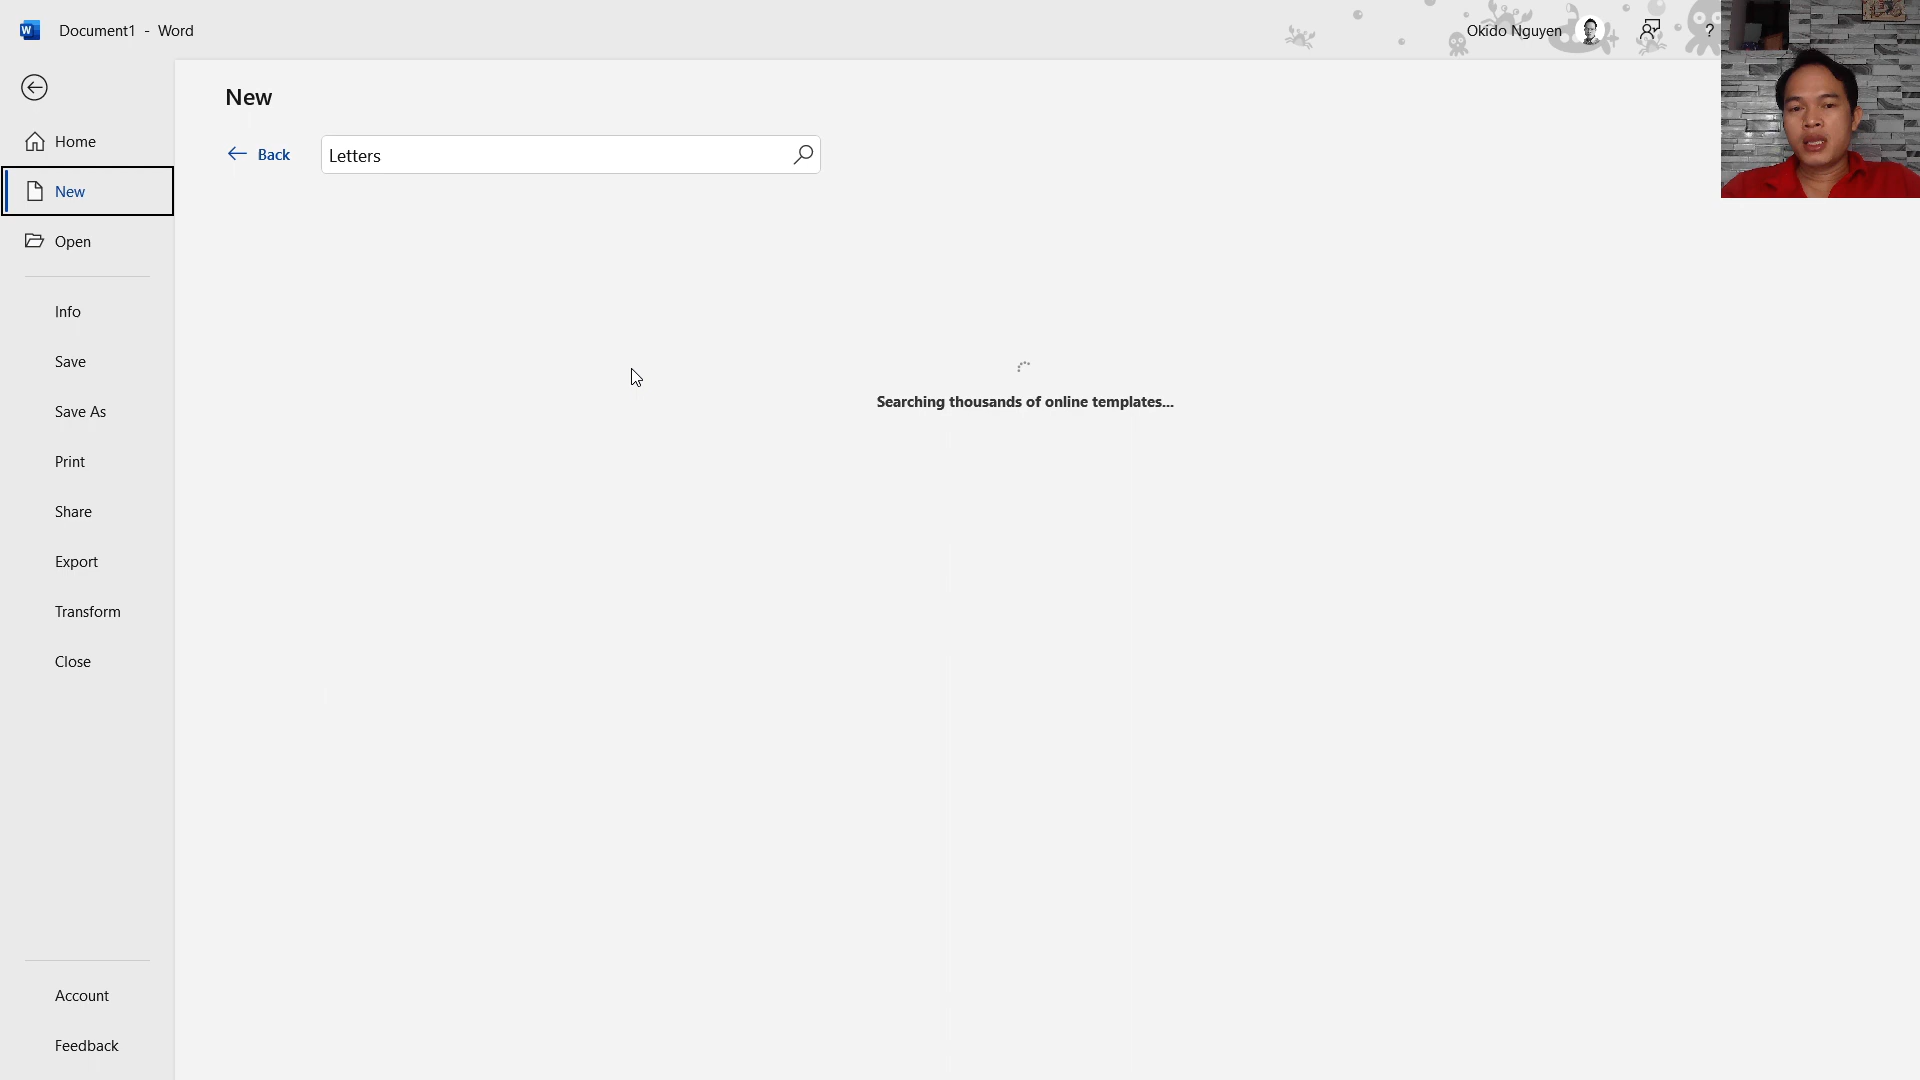 Document1 - Word
Okido Nguyen
?
New
Home
Back
Letters
New
Open
Info
Save
Save As
Print
Share
Export
Transform
Close
Searching thousands of online templates...
Account
Feedback